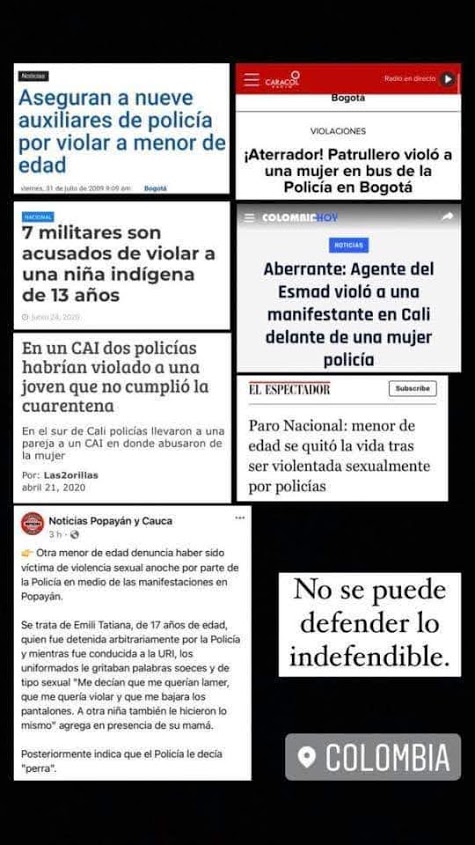 Noticias
Aseguran a nueve
auxiliares de policía
por violar a menor de
edad
viernes, 31 de julio de 2009 9:09 am Bogotá
CARACOL
RADIO
Radio en directo
Bogotá
VIOLACIONES
¡Aterrador! Patrullero violó a
una mujer en bus de la
Policía en Bogotá
NACIONAL
7 militares son
acusados de violar a
una niña indígena
de 13 años
junio 24, 2020
COLOMBIA HOY
NOTICIAS
Aberrante: Agente del
Esmad violó a una
manifestante en Cali
delante de una mujer
policía
En un CAI dos policías
habrían violado a una
joven que no cumplió la
cuarentena
En el sur de Cali policías llevaron a una
pareja a un CAI en donde abusaron de
la mujer
Por: Las2orillas
abril 21, 2020
EL ESPECTADOR
Subscribe
Paro Nacional: menor de
edad se quitó la vida tras
ser violentada sexualmente
por policías
Noticias Popayán y Cauca
3 h
Otra menor de edad denuncia haber sido
víctima de violencia sexual anoche por parte de
la Policía en medio de las manifestaciones en
Popayán.
Se trata de Emili Tatiana, de 17 años de edad,
quien fue detenida arbitrariamente por la Policía
y mientras fue conducida a la URI, los
uniformados le gritaban palabras soeces y de
tipo sexual "Me decían que me querían lamer,
que me quería violar y que me bajara los
pantalones. A otra niña también le hicieron lo
mismo" agrega en presencia de su mamá.
Posteriormente indica que el Policía le decía
"perra".
No se puede
defender lo
indefendible.
COLOMBIA